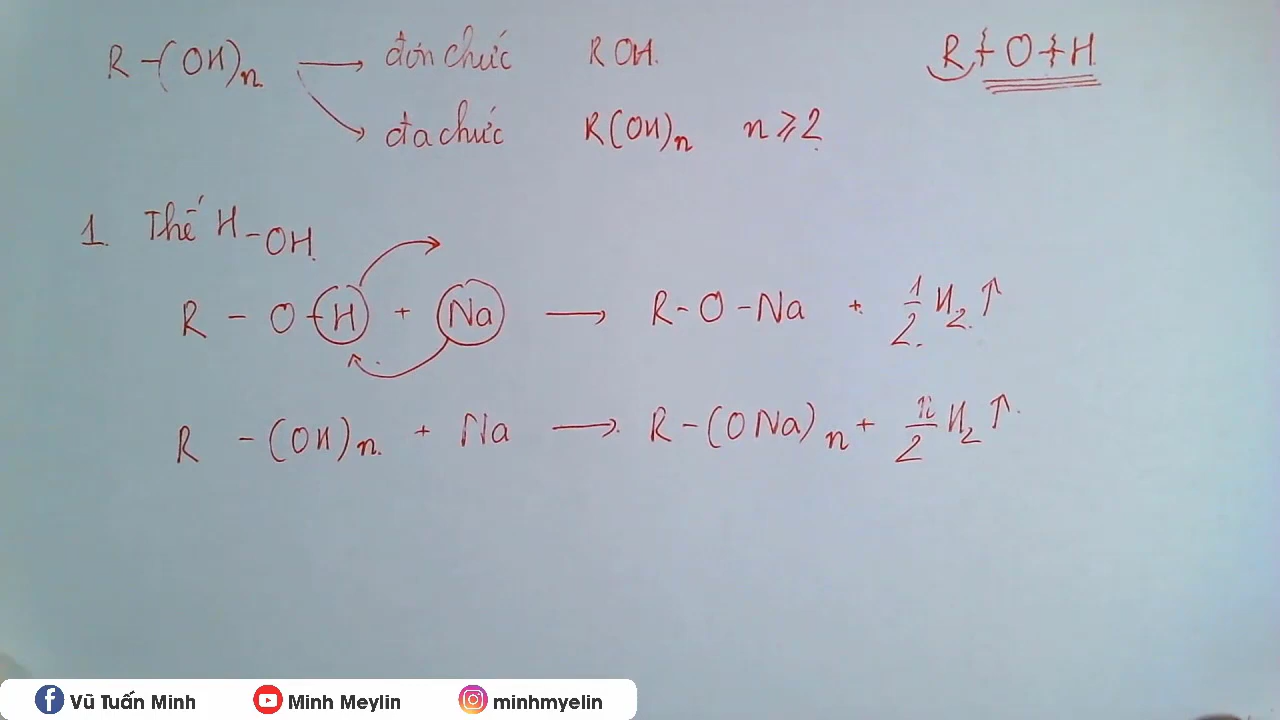 R-(OH)n → đơn chức ROH. R+O+H
đa chức R(OH)n n ≥ 2
1. Thế H-OH.
R - O - H + Na → R-O-Na + 1/2 H2 ↑
R -(OH)n + Na → R-(ONa)n + n/2 H2 ↑
Vũ Tuấn Minh Minh Meylin minhmyelin